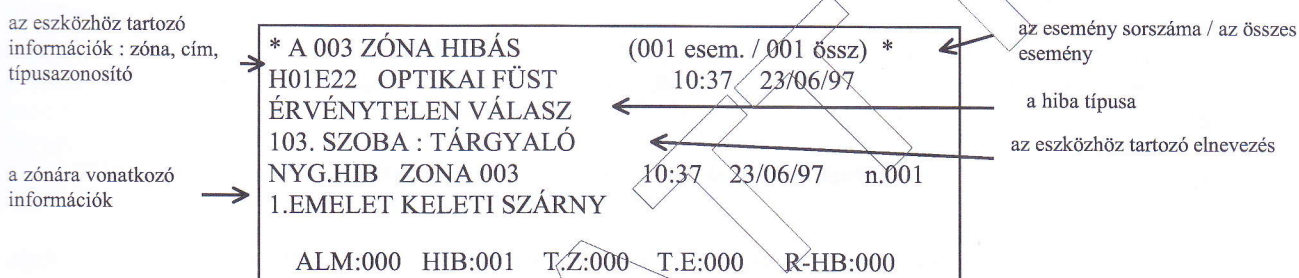 az eszközhöz tartozó
információk : zóna, cím,
típusazonosító
* A 003 ZÓNA HIBÁS (001 esem. / 001 össz) *
H01E22 OPTIKAI FÜST 10:37 23/06/97
ÉRVÉNYTELEN VÁLASZ
103. SZOBA : TÁRGYALÓ
NYG.HIB ZONA 003 10:37 23/06/97 n.001
1.EMELET KELETI SZÁRNY
ALM:000 HIB:001 T.Z:000 T.E:000 R-HB:000
az esemény sorszáma / az összes
esemény
a hiba típusa
az eszközhöz tartozó elnevezés
a zónára vonatkozó
információk